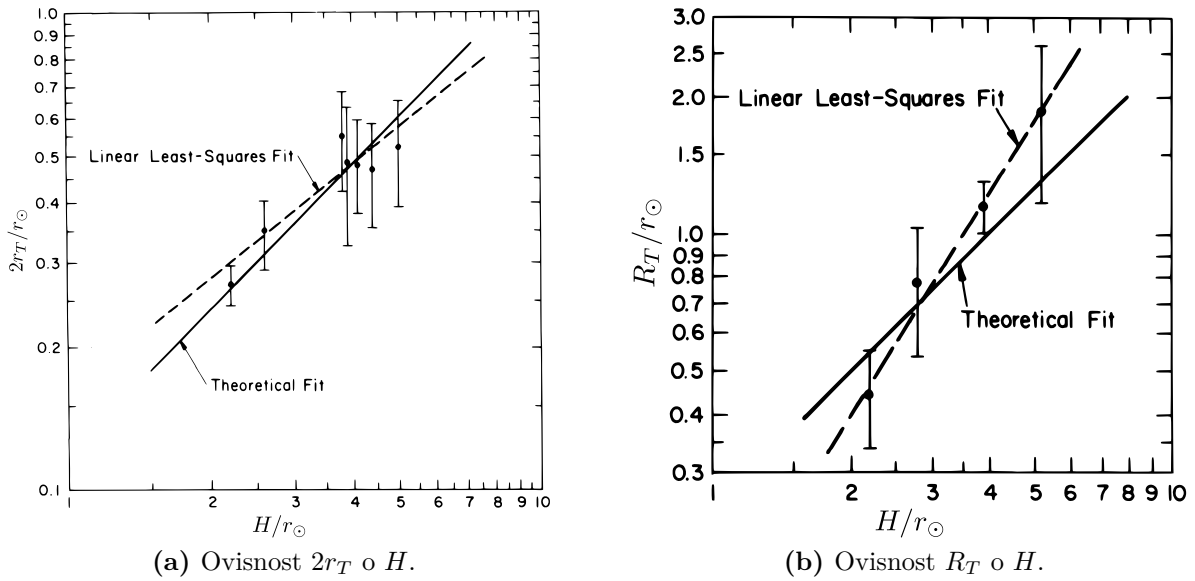 1.0
0.9
0.8
0.7
0.6
0.5
0.4
0.3
0.2
0.1
2r_T/r_⊙
Linear Least-Squares Fit
Theoretical Fit
1 2 3 4 5 6 7 8 9 10
H/r_⊙
(a) Ovisnost 2r_T o H.
3.0
2.5
2.0
1.5
1.0
0.9
0.8
0.7
0.6
0.5
0.4
0.3
R_T/r_⊙
Linear Least-Squares Fit
Theoretical Fit
1 2 3 4 5 6 7 8 9 10
H/r_⊙
(b) Ovisnost R_T o H.